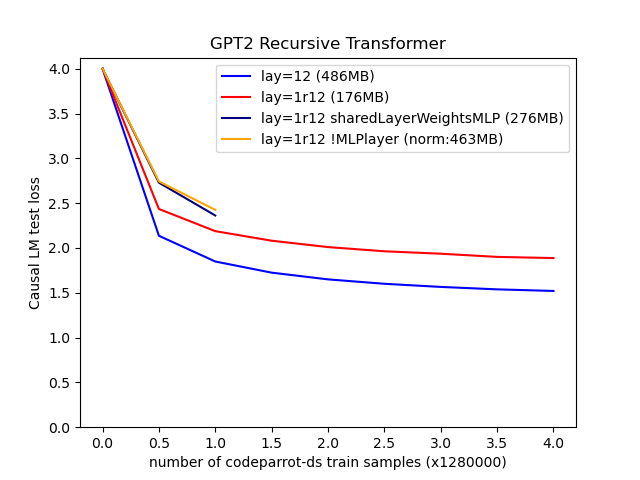 GPT2 Recursive Transformer
lay=12 (486MB)
lay=1r12 (176MB)
lay=1r12 sharedLayerWeightsMLP (276MB)
lay=1r12 !MLPlayer (norm:463MB)
Causal LM test loss
4.0
3.5
3.0
2.5
2.0
1.5
1.0
0.5
0.0
0.0 0.5 1.0 1.5 2.0 2.5 3.0 3.5 4.0
number of codeparrot-ds train samples (x1280000)